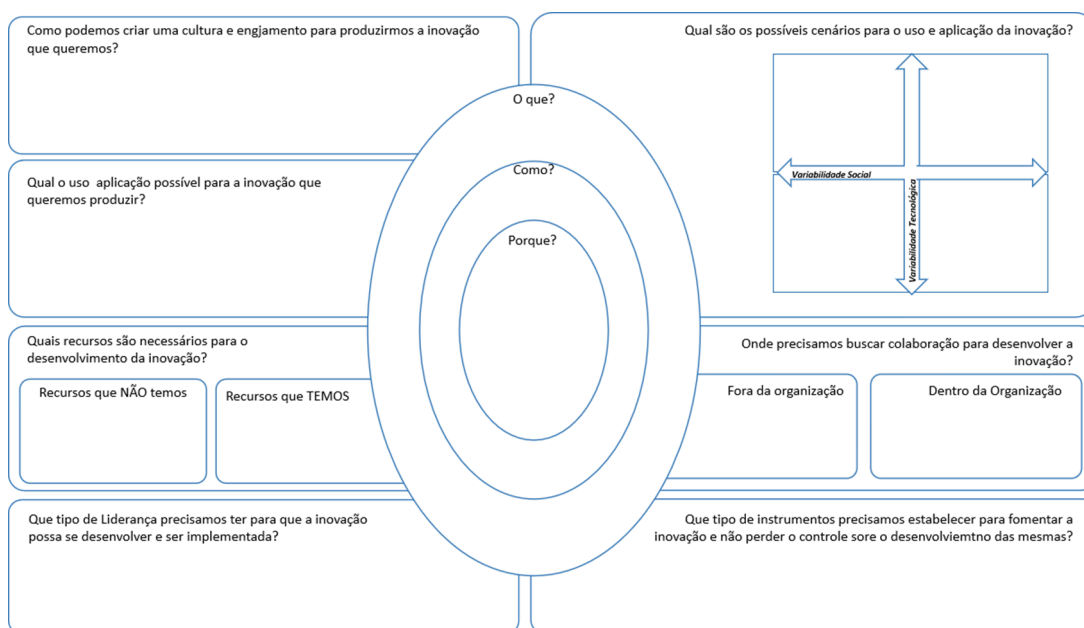 Como podemos criar uma cultura e engjamento para produzirmos a inovação
que queremos?
Qual são os possíveis cenários para o uso e aplicação da inovação?
O que?
Como?
Porque?
Variabilidade Social
Variabilidade Tecnológica
Qual o uso aplicação possível para a inovação que
queremos produzir?
Quais recursos são necessários para o
desenvolvimento da inovação?
Recursos que NÃO temos
Recursos que TEMOS
Onde precisamos buscar colaboração para desenvolver a
inovação?
Fora da organização
Dentro da Organização
Que tipo de Liderança precisamos ter para que a inovação
possa se desenvolver e ser implementada?
Que tipo de instrumentos precisamos estabelecer para fomentar a
inovação e não perder o controle sore o desenvolviemtno das mesmas?